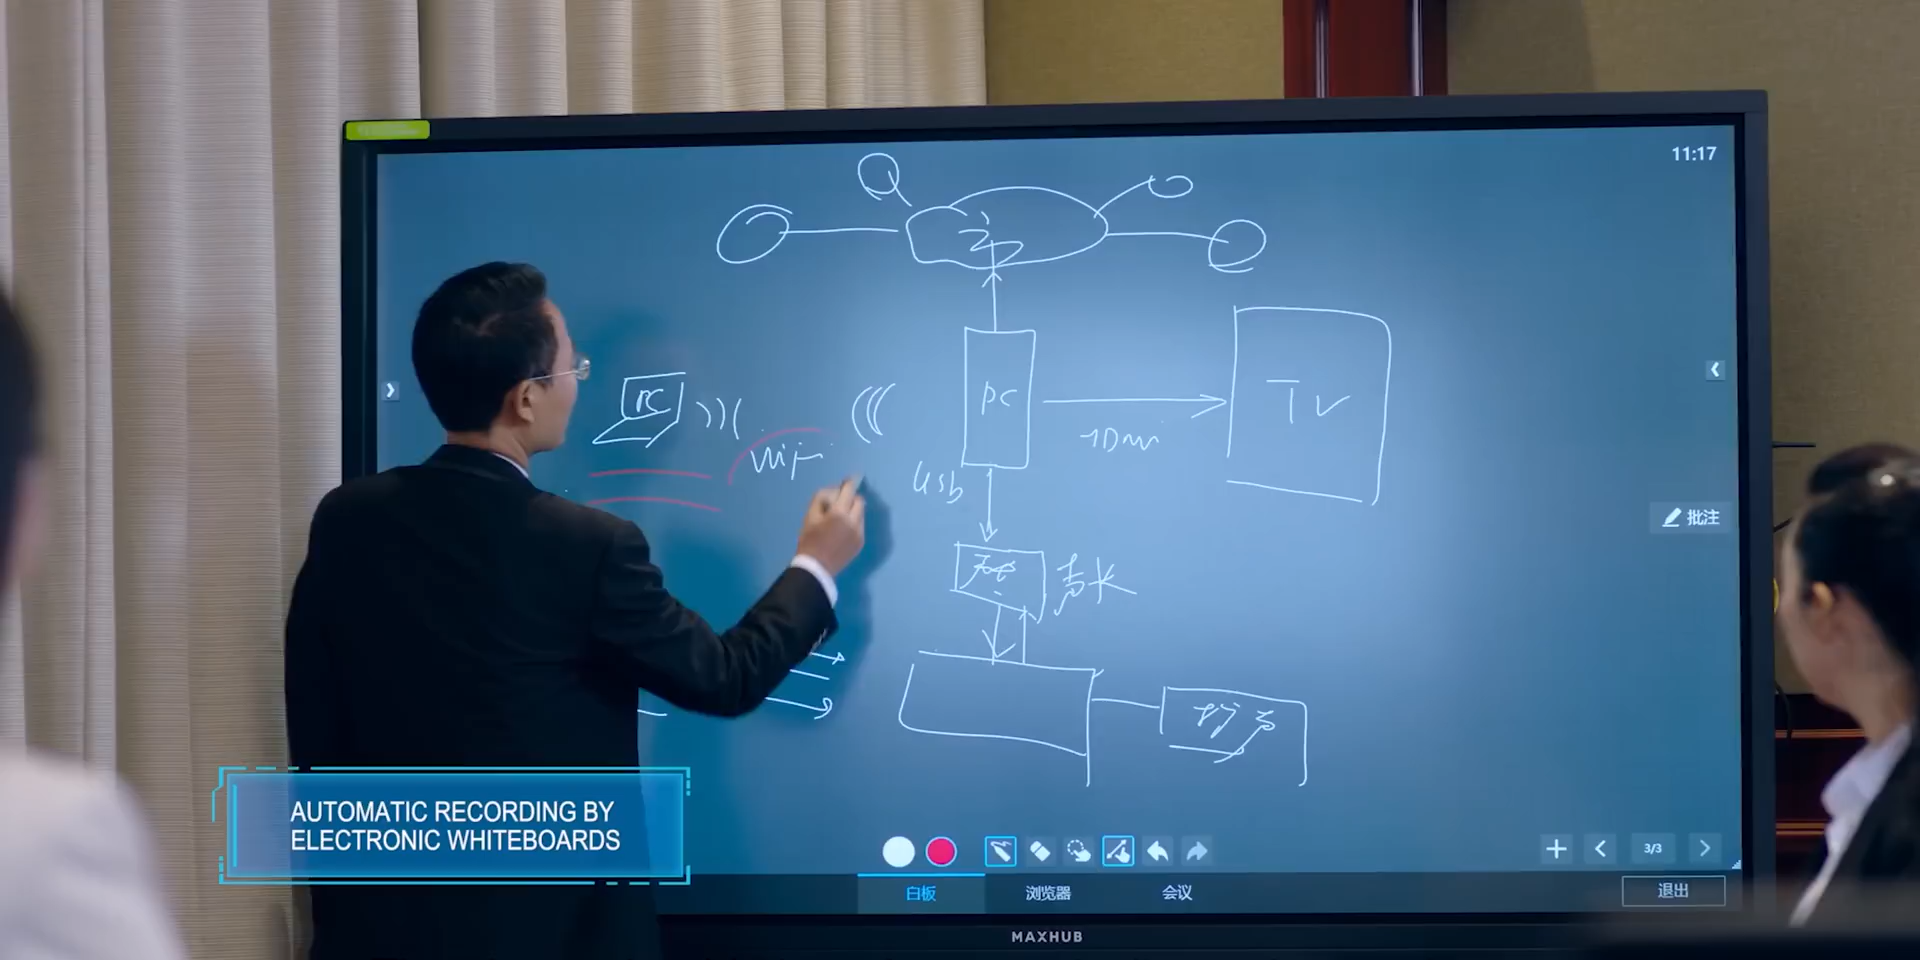 11:17
PC
PC
TV
wifi
usb
批注
AUTOMATIC RECORDING BY
ELECTRONIC WHITEBOARDS
3/3
白板
浏览器
会议
退出
MAXHUB